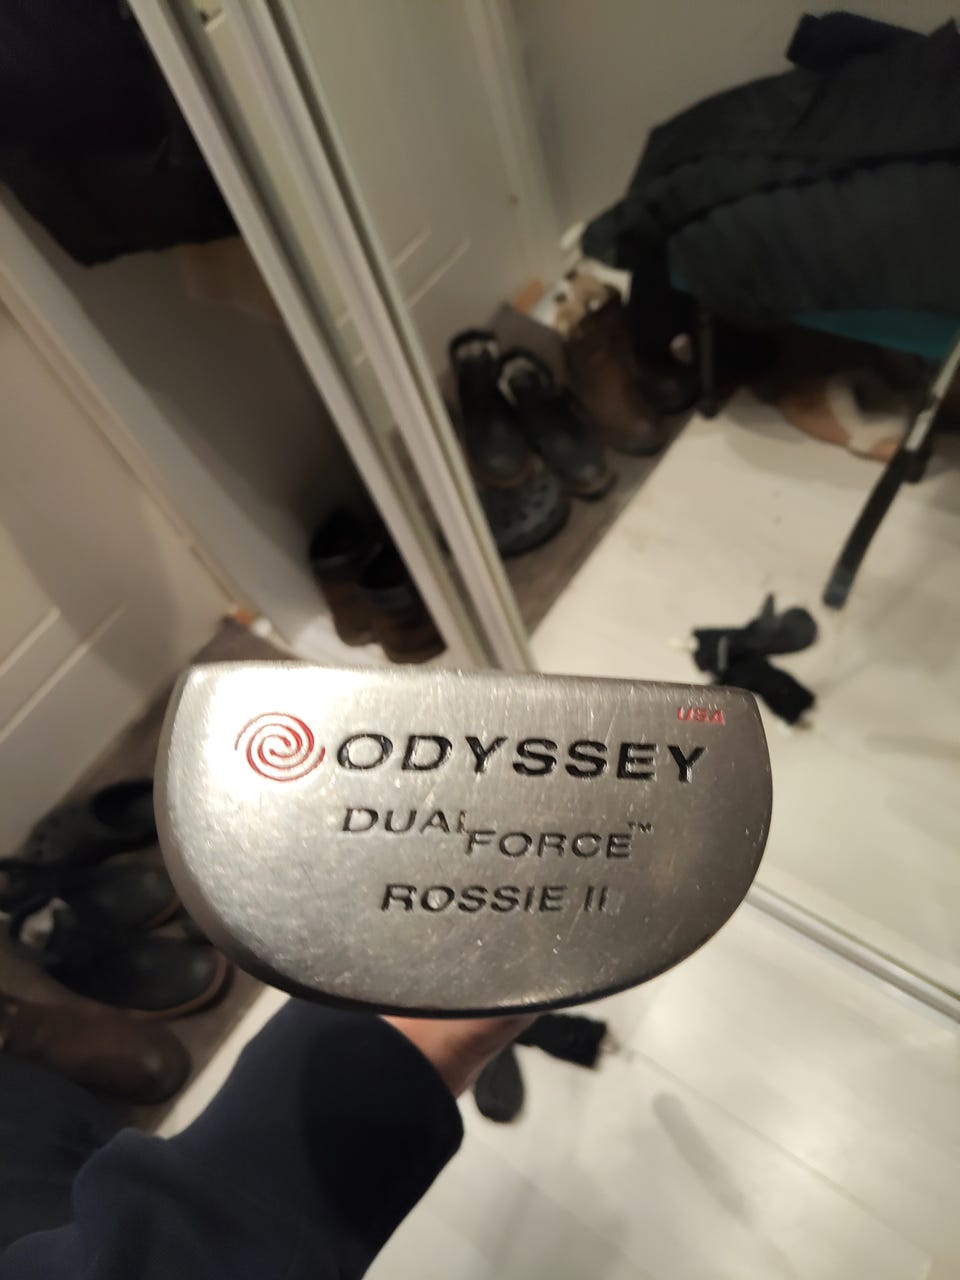 USA
ODYSSEY
DUAL FORCE™
ROSSIE II